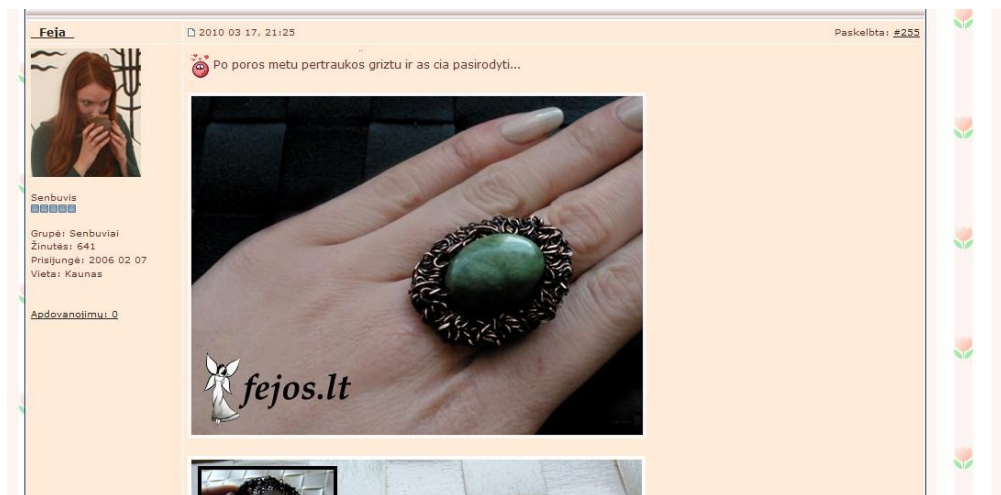 Feja
2010 03 17, 21:25
Paskelbta: #255
Po poros metu pertraukos griztu ir as cia pasirodyti...
Senbuvis
Grupė: Senbuviai
Žinutės: 641
Prisijungė: 2006 02 07
Vieta: Kaunas
Apdovanojimų: 0
fejos.lt